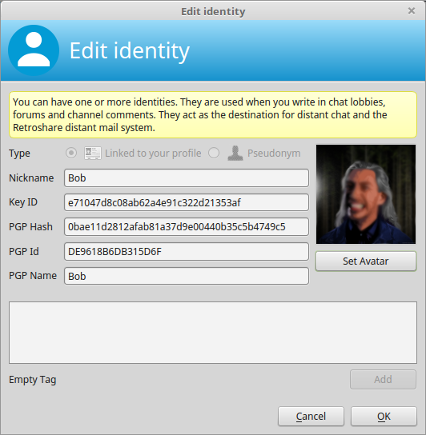 Edit identity
Edit identity
You can have one or more identities. They are used when you write in chat lobbies,
forums and channel comments. They act as the destination for distant chat and the
Retroshare distant mail system.
Type Linked to your profile Pseudonym
Nickname Bob
Key ID e71047d8c08ab62a4e91c322d21353af
PGP Hash 0bae11d2812afab81a37d9e00440b35c5b4749c5
PGP Id DE9618B6DB315D6F
Set Avatar
PGP Name Bob
Empty Tag Add
Cancel OK